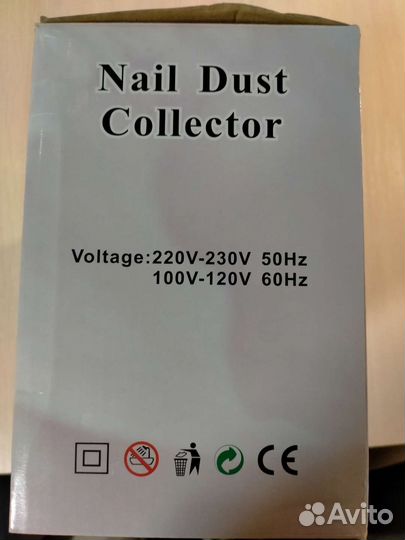 Nail Dust
Collector
Voltage:220V-230V 50Hz
100V-120V 60Hz
CE
Avito